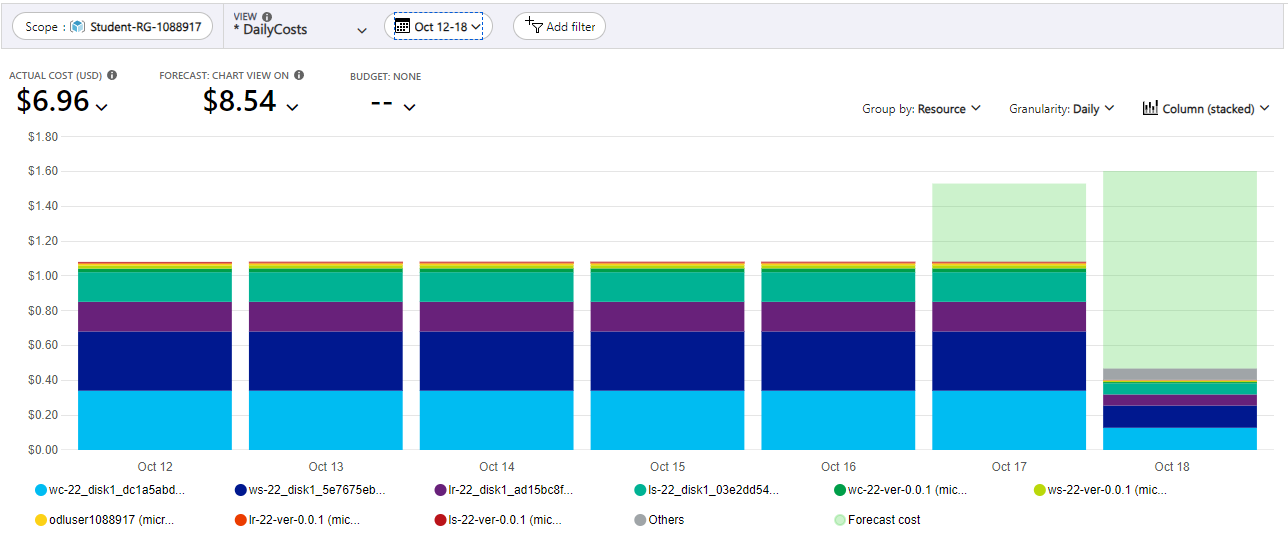 Scope : Student-RG-1088917
VIEW
* DailyCosts
Oct 12-18
Add filter
ACTUAL COST (USD)
$6.96
FORECAST: CHART VIEW ON
$8.54
BUDGET: NONE
--
Group by: Resource
Granularity: Daily
Column (stacked)
$1.80
$1.60
$1.40
$1.20
$1.00
$0.80
$0.60
$0.40
$0.20
$0.00
Oct 12
Oct 13
Oct 14
Oct 15
Oct 16
Oct 17
Oct 18
wc-22_disk1_dc1a5abd...
ws-22_disk1_5e7675eb...
lr-22_disk1_ad15bc8f...
ls-22_disk1_03e2dd54...
wc-22-ver-0.0.1 (mic...
ws-22-ver-0.0.1 (mic...
odluser1088917 (micr...
lr-22-ver-0.0.1 (mic...
ls-22-ver-0.0.1 (mic...
Others
Forecast cost